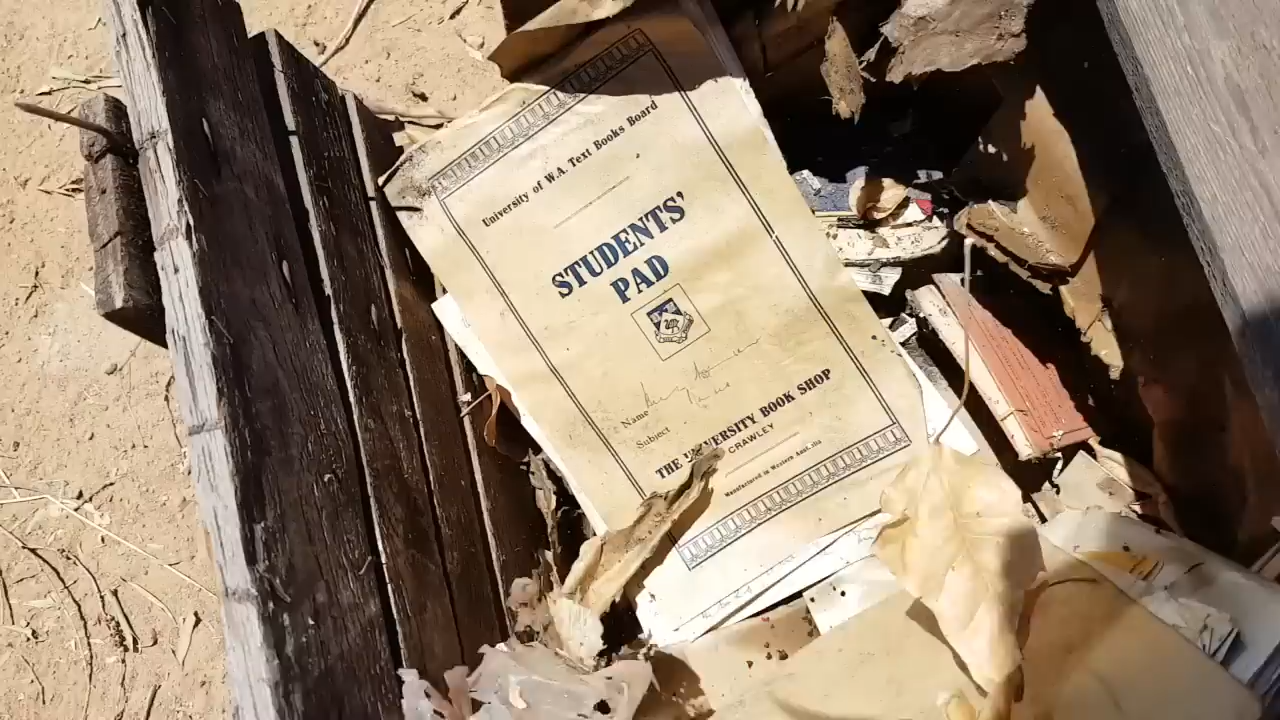 University of W.A. Text Books Board
STUDENTS'
PAD
Name
Subject
THE UNIVERSITY BOOK SHOP
CRAWLEY
Manufactured in Western Australia